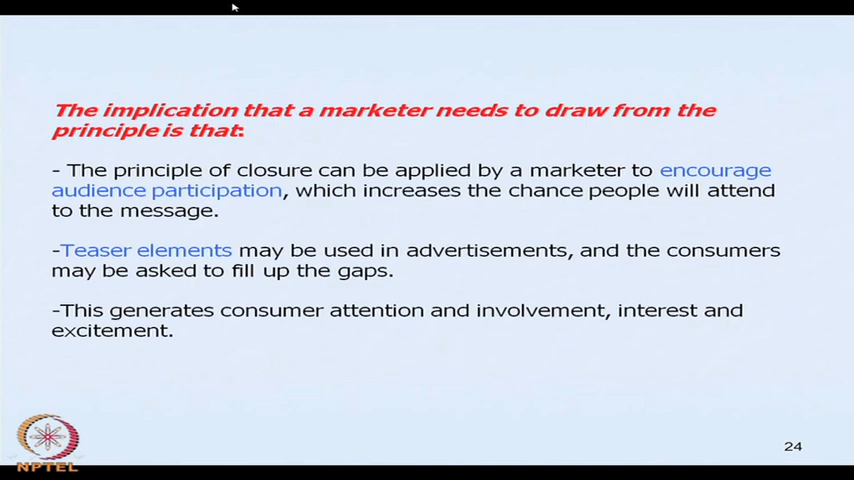 The implication that a marketer needs to draw from the
principle is that:
- The principle of closure can be applied by a marketer to encourage
audience participation, which increases the chance people will attend
to the message.
-Teaser elements may be used in advertisements, and the consumers
may be asked to fill up the gaps.
-This generates consumer attention and involvement, interest and
excitement.
24
NPTEL